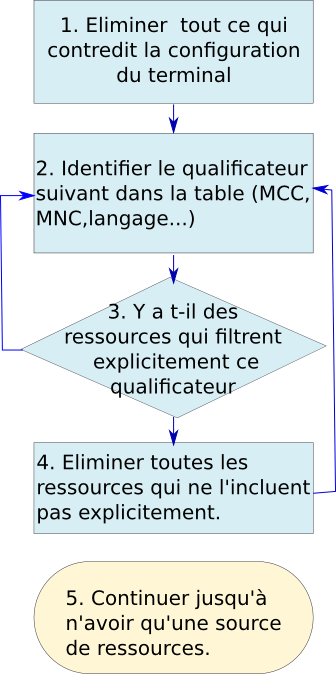 1. Eliminer  tout ce qui
contredit la configuration
du terminal
2. Identifier le qualificateur
suivant dans la table (MCC,
MNC,langage...)
3. Y a t-il des
ressources qui filtrent
explicitement ce
qualificateur
4. Eliminer toutes les
ressources qui ne l'incluent
pas explicitement.
5. Continuer jusqu'à
n'avoir qu'une source
de ressources.